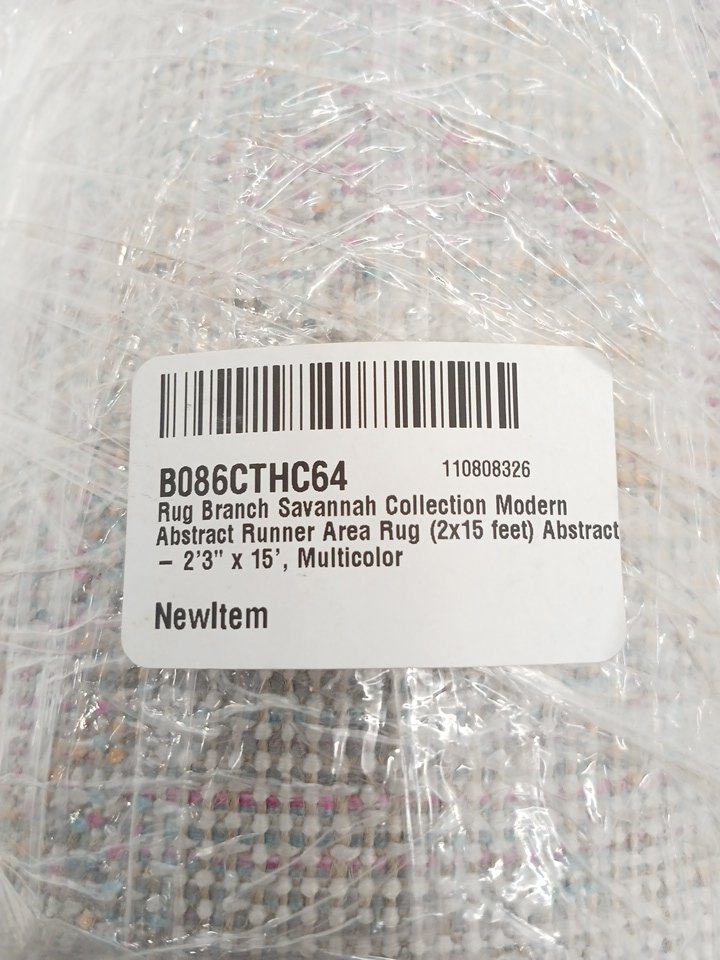 B086CTHC64 110808326
Rug Branch Savannah Collection Modern
Abstract Runner Area Rug (2x15 feet) Abstract
– 2'3" x 15', Multicolor
NewItem